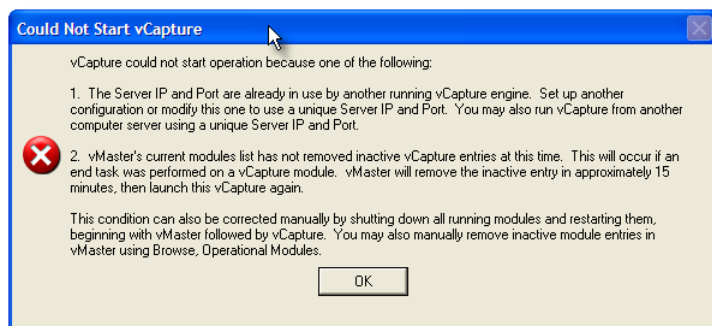 Could Not Start vCapture
vCapture could not start operation because one of the following:
1. The Server IP and Port are already in use by another running vCapture engine. Set up another
configuration or modify this one to use a unique Server IP and Port. You may also run vCapture from another
computer server using a unique Server IP and Port.
2. vMaster's current modules list has not removed inactive vCapture entries at this time. This will occur if an
end task was performed on a vCapture module. vMaster will remove the inactive entry in approximately 15
minutes, then launch this vCapture again.
This condition can also be corrected manually by shutting down all running modules and restarting them,
beginning with vMaster followed by vCapture. You may also manually remove inactive module entries in
vMaster using Browse, Operational Modules.
OK